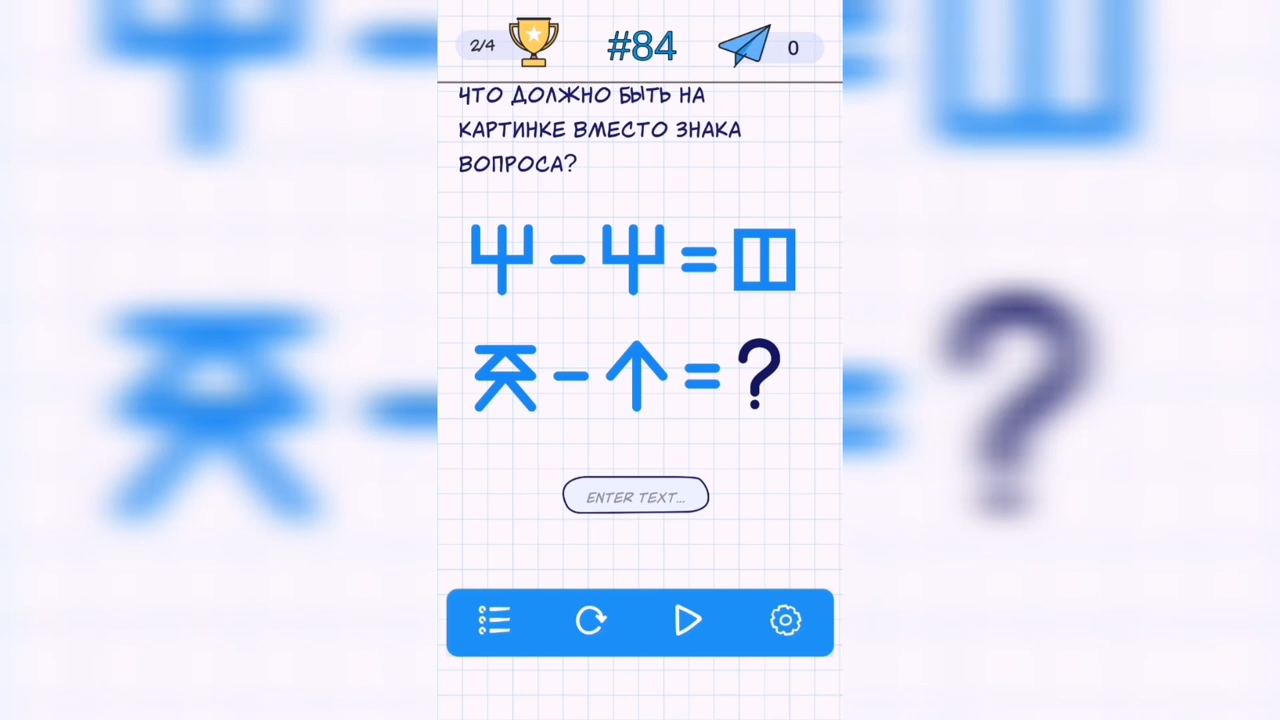 2/4 #84 0
ЧТО ДОЛЖНО БЫТЬ НА
КАРТИНКЕ ВМЕСТО ЗНАКА
ВОПРОСА?
ENTER TEXT...